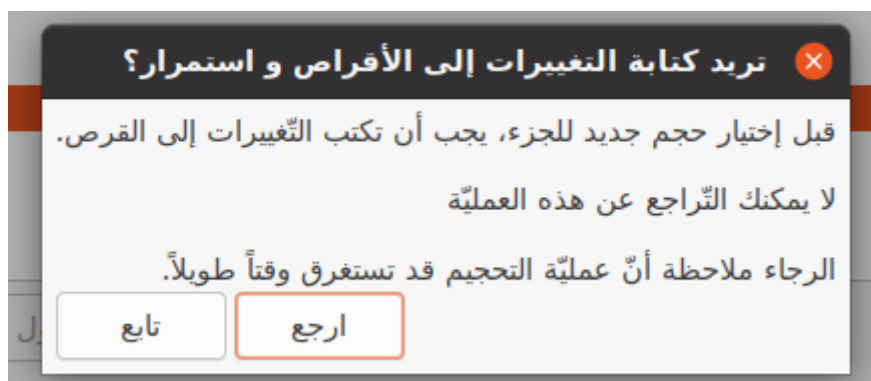 تريد كتابة التغييرات إلى الأقراص و استمرار؟
قبل إختيار حجم جديد للجزء، يجب أن تكتب التّغييرات إلى القرص.
لا يمكنك التّراجع عن هذه العمليّة
الرجاء ملاحظة أنّ عمليّة التحجيم قد تستغرق وقتاً طويلاً.
ارجع
تابع